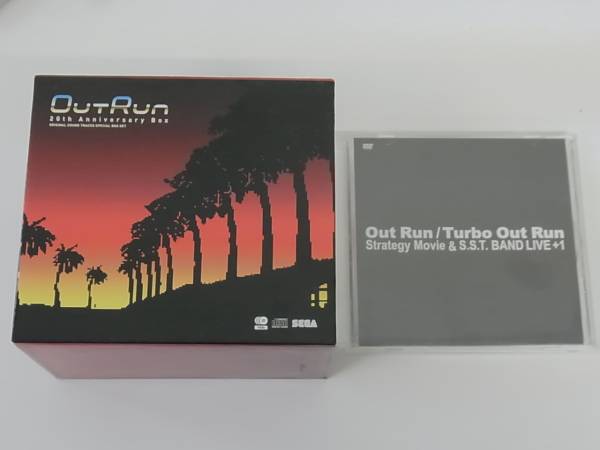 OutRun
20th Anniversary Box
ORIGINAL SOUND TRACKS SPECIAL BOX SET
SEGA
Out Run/Turbo Out Run
Strategy Movie & S.S.T. BAND LIVE+1